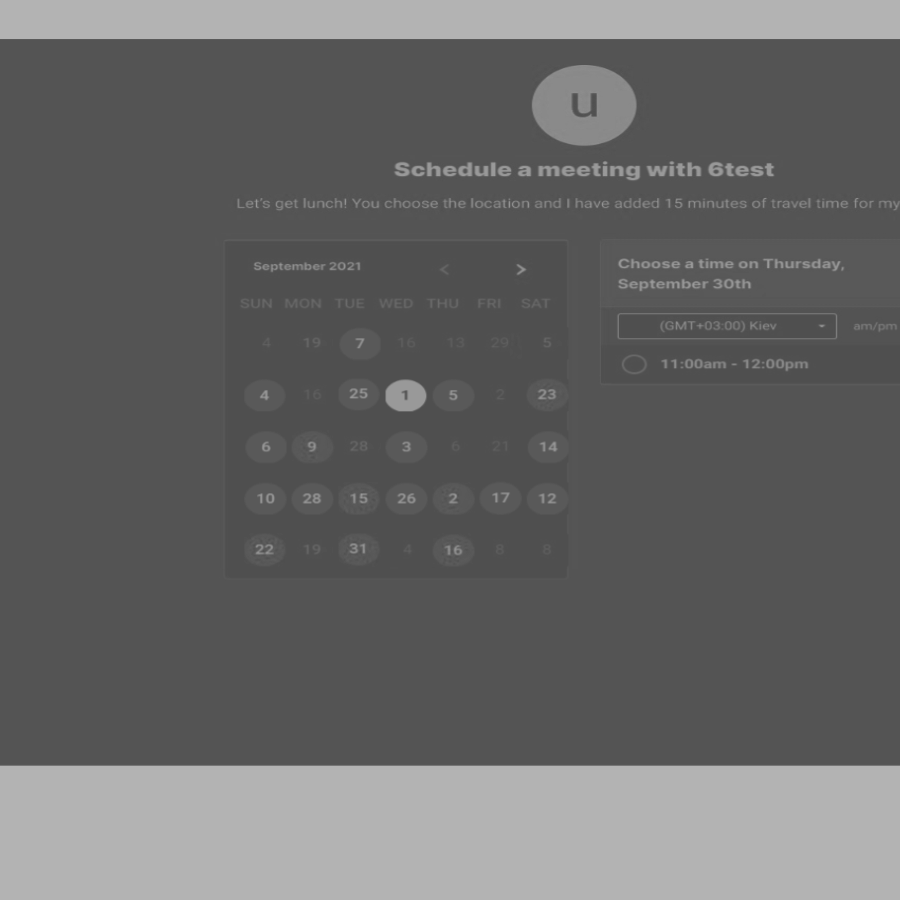 u
Schedule a meeting with 6test
Let's get lunch! You choose the location and I have added 15 minutes of travel time for my
September 2021 < >
SUN MON TUE WED THU FRI SAT
4 19 7 16 13 29 5
4 16 25 1 5 2 23
6 9 28 3 6 21 14
10 28 15 26 2 17 12
22 19 31 4 16 8 8
Choose a time on Thursday,
September 30th
(GMT+03:00) Kiev am/pm
11:00am - 12:00pm